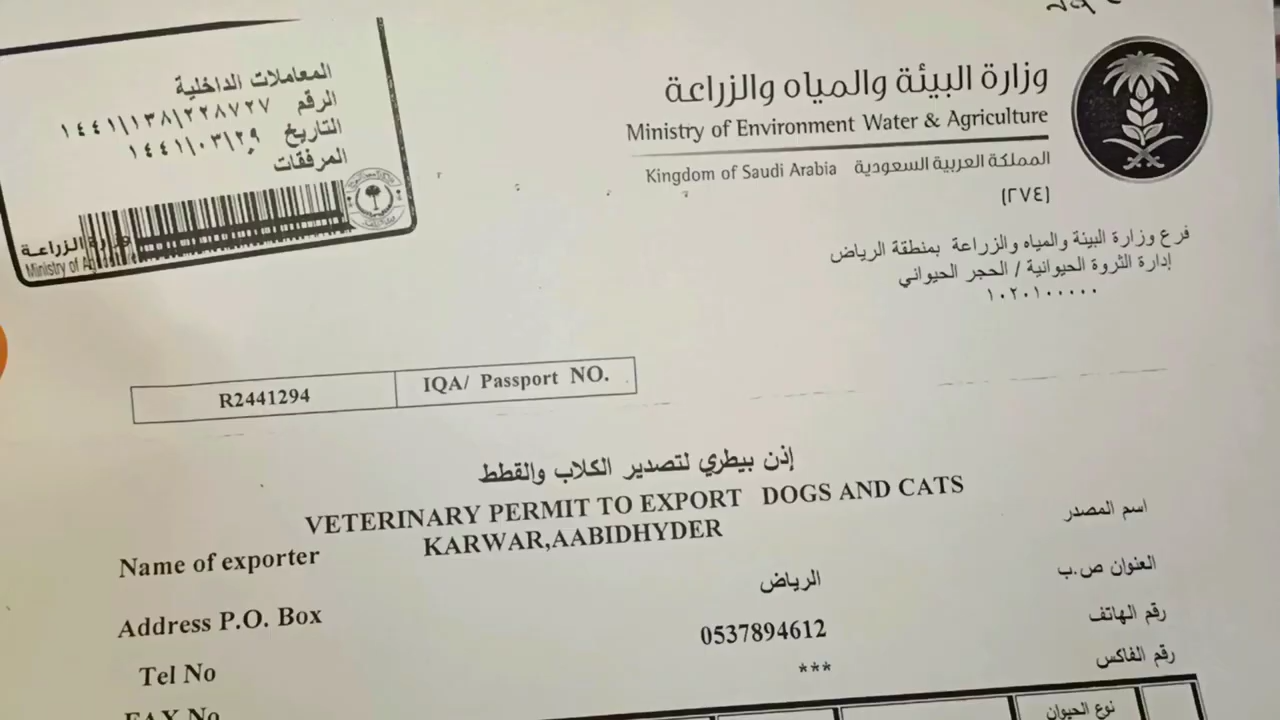 المعاملات الداخلية
الرقم ١٤٤١\١٣٨\٢٢٨٧٢٧
التاريخ ١٤٤١\٠٣\٢٩
المرفقات
وزارة الزراعة
Ministry of
وزارة البيئة والمياه والزراعة
Ministry of Environment Water & Agriculture
Kingdom of Saudi Arabia المملكة العربية السعودية
(٢٧٤)
فرع وزارة البيئة والمياه والزراعة بمنطقة الرياض
إدارة الثروة الحيوانية / الحجر الحيواني
١٠٢٠١٠٠٠٠٠
R2441294 IQA/ Passport NO.
إذن بيطري لتصدير الكلاب والقطط
VETERINARY PERMIT TO EXPORT DOGS AND CATS
Name of exporter KARWAR,AABIDHYDER اسم المصدر
Address P.O. Box الرياض العنوان ص.ب
Tel No 0537894612 رقم الهاتف
FAX No *** رقم الفاكس
نوع الحيوان